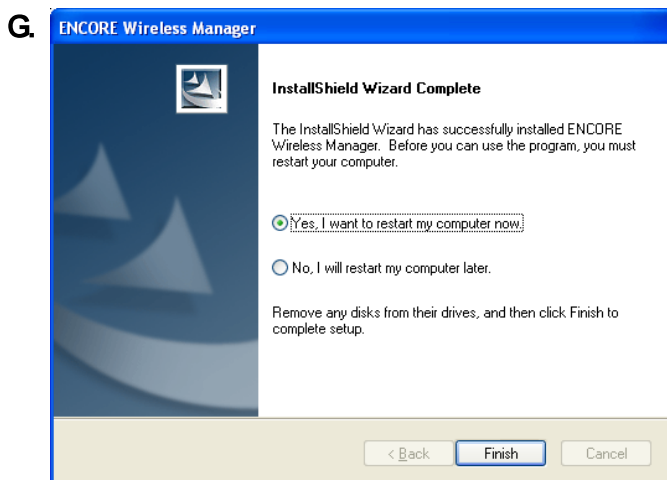 G.
ENCORE Wireless Manager
InstallShield Wizard Complete
The InstallShield Wizard has successfully installed ENCORE
Wireless Manager. Before you can use the program, you must
restart your computer.
Yes, I want to restart my computer now.
No, I will restart my computer later.
Remove any disks from their drives, and then click Finish to
complete setup.
< Back
Finish
Cancel